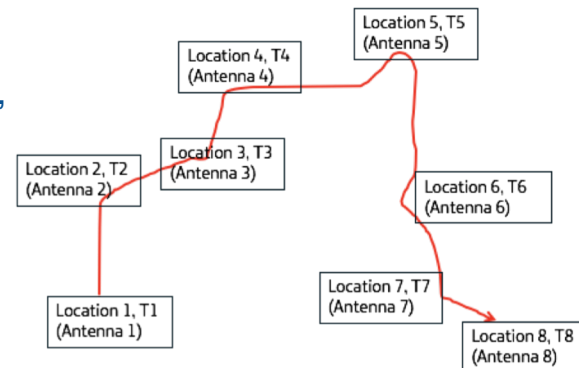 Location 5, T5
(Antenna 5)
Location 4, T4
(Antenna 4)
,
Location 3, T3
(Antenna 3)
Location 2, T2
(Antenna 2)
Location 6, T6
(Antenna 6)
Location 7, T7
(Antenna 7)
Location 1, T1
(Antenna 1)
Location 8, T8
(Antenna 8)